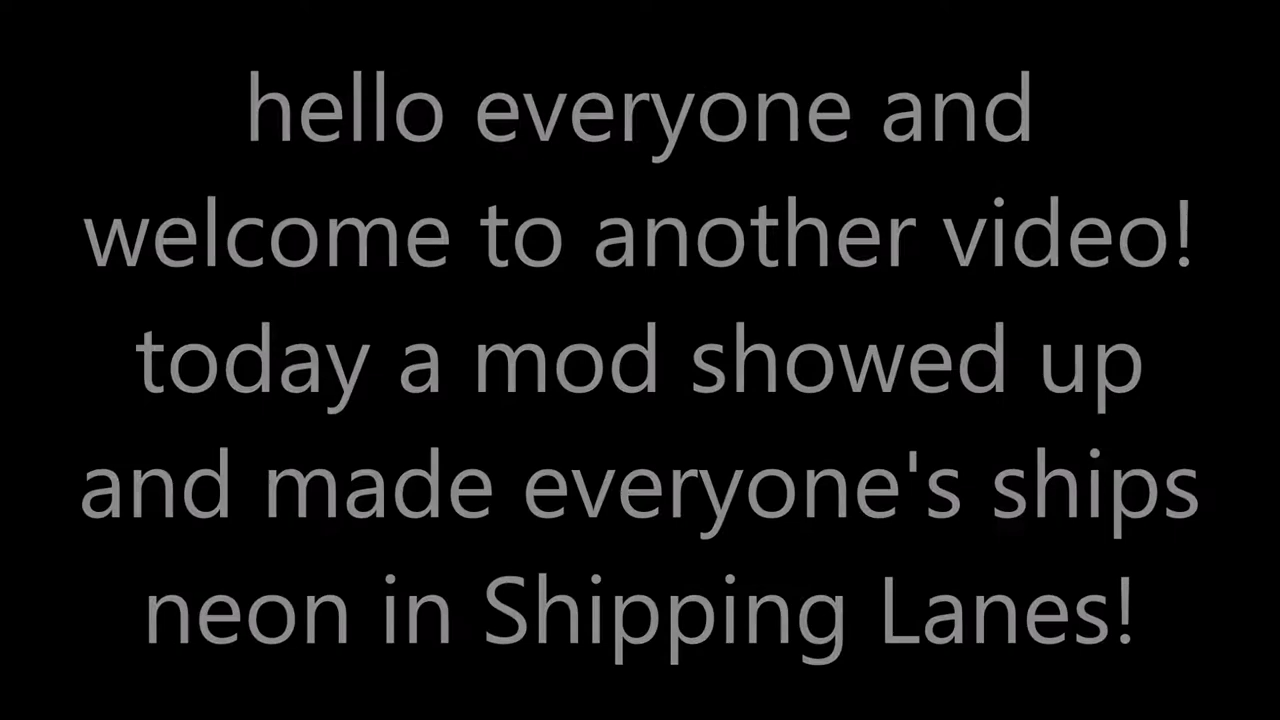 hello everyone and
welcome to another video!
today a mod showed up
and made everyone's ships
neon in Shipping Lanes!